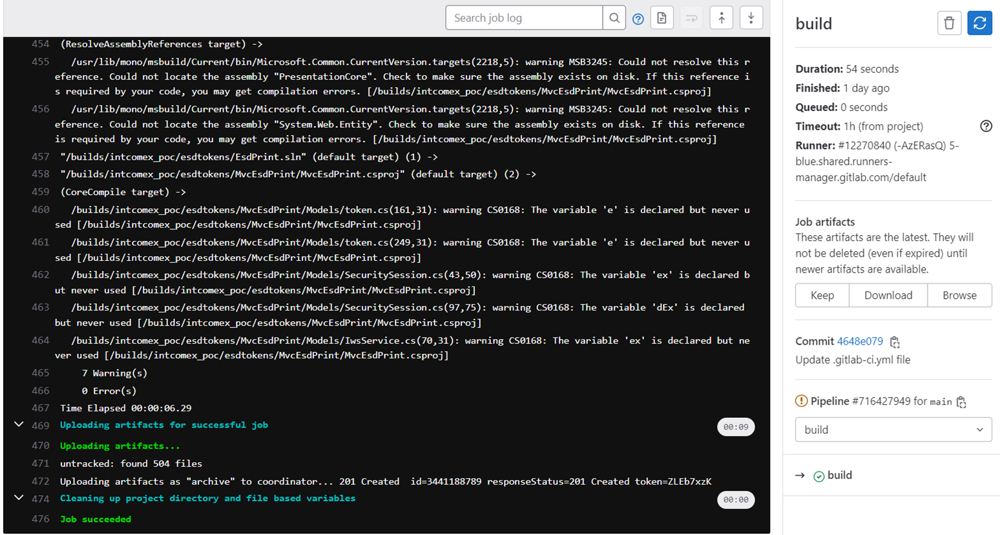 Search job log
454 (ResolveAssemblyReferences target) ->
455 /usr/lib/mono/msbuild/Current/bin/Microsoft.Common.CurrentVersion.targets(2218,5): warning MSB3245: Could not resolve this r
eference. Could not locate the assembly "PresentationCore". Check to make sure the assembly exists on disk. If this reference i
s required by your code, you may get compilation errors. [/builds/intcomex_poc/esdtokens/MvcEsdPrint/MvcEsdPrint.csproj]
456 /usr/lib/mono/msbuild/Current/bin/Microsoft.Common.CurrentVersion.targets(2218,5): warning MSB3245: Could not resolve this r
eference. Could not locate the assembly "System.Web.Entity". Check to make sure the assembly exists on disk. If this reference
is required by your code, you may get compilation errors. [/builds/intcomex_poc/esdtokens/MvcEsdPrint/MvcEsdPrint.csproj]
457 "/builds/intcomex_poc/esdtokens/EsdPrint.sln" (default target) (1) ->
458 "/builds/intcomex_poc/esdtokens/MvcEsdPrint/MvcEsdPrint.csproj" (default target) (2) ->
459 (CoreCompile target) ->
460 /builds/intcomex_poc/esdtokens/MvcEsdPrint/Models/token.cs(161,31): warning CS0168: The variable 'e' is declared but never u
sed [/builds/intcomex_poc/esdtokens/MvcEsdPrint/MvcEsdPrint.csproj]
461 /builds/intcomex_poc/esdtokens/MvcEsdPrint/Models/token.cs(249,31): warning CS0168: The variable 'e' is declared but never u
sed [/builds/intcomex_poc/esdtokens/MvcEsdPrint/MvcEsdPrint.csproj]
462 /builds/intcomex_poc/esdtokens/MvcEsdPrint/Models/SecuritySession.cs(43,50): warning CS0168: The variable 'ex' is declared b
ut never used [/builds/intcomex_poc/esdtokens/MvcEsdPrint/MvcEsdPrint.csproj]
463 /builds/intcomex_poc/esdtokens/MvcEsdPrint/Models/SecuritySession.cs(97,75): warning CS0168: The variable 'dEx' is declared
but never used [/builds/intcomex_poc/esdtokens/MvcEsdPrint/MvcEsdPrint.csproj]
464 /builds/intcomex_poc/esdtokens/MvcEsdPrint/Models/IwsService.cs(70,31): warning CS0168: The variable 'ex' is declared but ne
ver used [/builds/intcomex_poc/esdtokens/MvcEsdPrint/MvcEsdPrint.csproj]
465 7 Warning(s)
466 0 Error(s)
467 Time Elapsed 00:00:06.29
469 Uploading artifacts for successful job 00:09
470 Uploading artifacts...
471 untracked: found 504 files
472 Uploading artifacts as "archive" to coordinator... 201 Created id=3441188789 responseStatus=201 Created token=ZLEb7xzK
474 Cleaning up project directory and file based variables 00:00
476 Job succeeded
build
Duration: 54 seconds
Finished: 1 day ago
Queued: 0 seconds
Timeout: 1h (from project)
Runner: #12270840 (-AzERasQ) 5-
blue.shared.runners-
manager.gitlab.com/default
Job artifacts
These artifacts are the latest. They will
not be deleted (even if expired) until
newer artifacts are available.
Keep Download Browse
Commit 4648e079
Update .gitlab-ci.yml file
Pipeline #716427949 for main
build
→ build